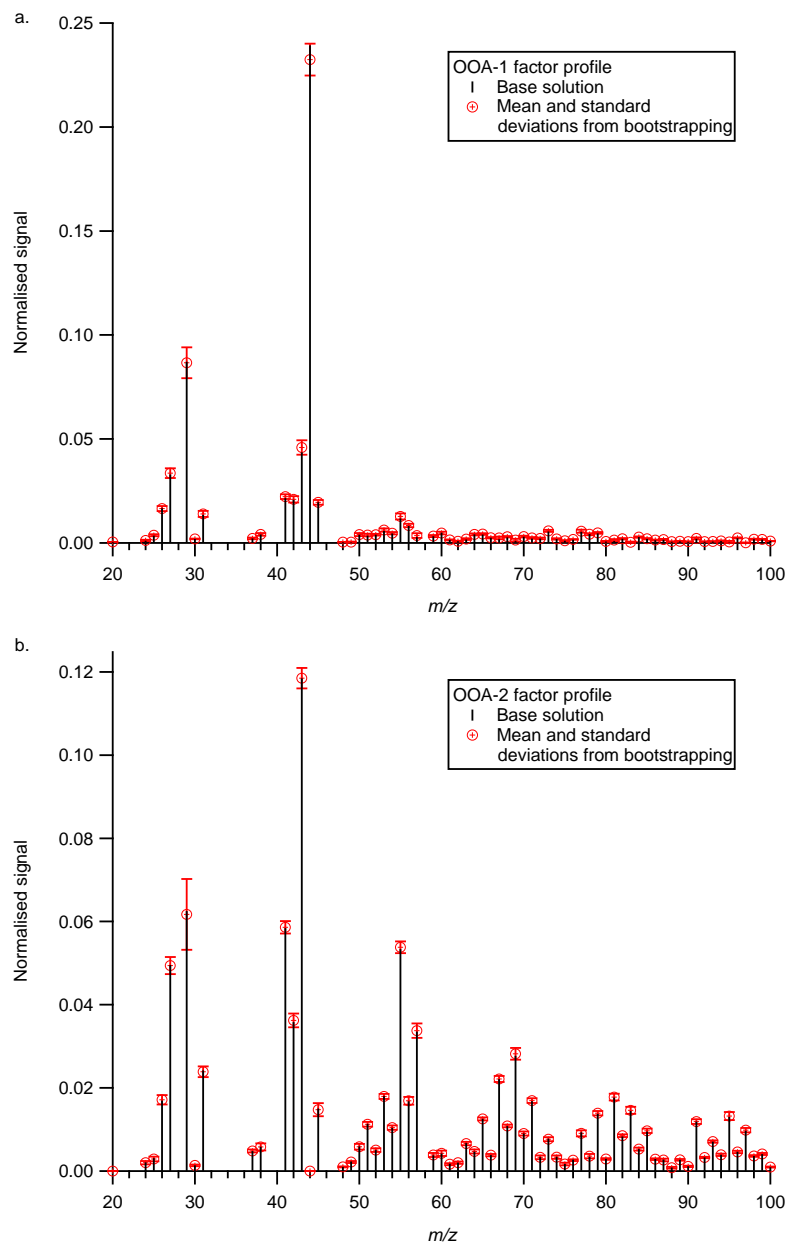 a.
0.25
0.20
0.15
0.10
0.05
0.00
Normalised signal
OOA-1 factor profile
Base solution
Mean and standard
deviations from bootstrapping
20 30 40 50 60 70 80 90 100
m/z
b.
0.12
0.10
0.08
0.06
0.04
0.02
0.00
Normalised signal
OOA-2 factor profile
Base solution
Mean and standard
deviations from bootstrapping
20 30 40 50 60 70 80 90 100
m/z